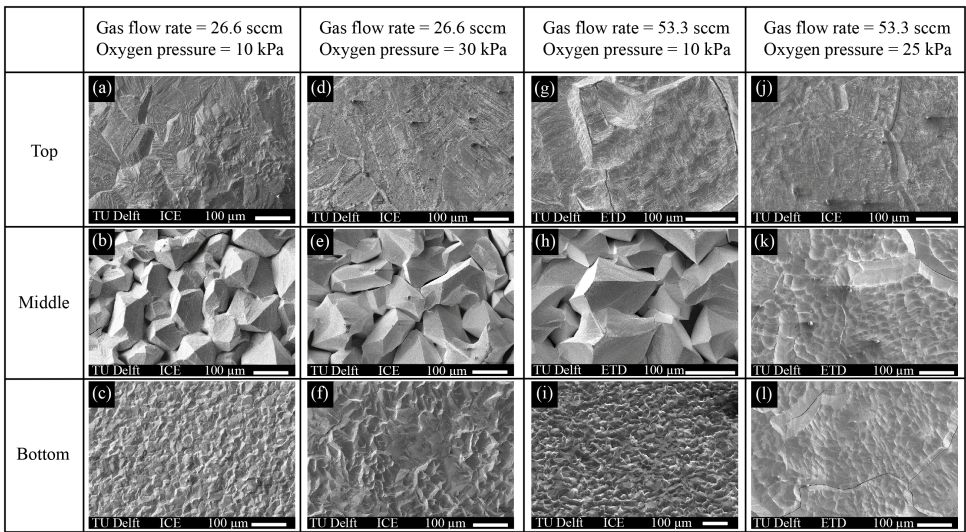 Gas flow rate = 26.6 sccm
Oxygen pressure = 10 kPa
Gas flow rate = 26.6 sccm
Oxygen pressure = 30 kPa
Gas flow rate = 53.3 sccm
Oxygen pressure = 10 kPa
Gas flow rate = 53.3 sccm
Oxygen pressure = 25 kPa
Top
(a)
TU Delft ICE 100 µm
(d)
TU Delft ICE 100 µm
(g)
TU Delft ETD 100 µm
(j)
TU Delft ICE 100 µm
Middle
(b)
TU Delft ICE 100 µm
(e)
TU Delft ICE 100 µm
(h)
TU Delft ETD 100 µm
(k)
TU Delft ETD 100 µm
Bottom
(c)
TU Delft ICE 100 µm
(f)
TU Delft ICE 100 µm
(i)
TU Delft ICE 100 µm
(l)
TU Delft ETD 100 µm